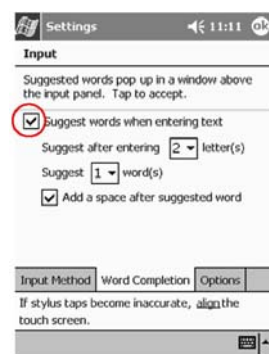 Settings 11:11 ok
Input
Suggested words pop up in a window above
the input panel. Tap to accept.
Suggest words when entering text
Suggest after entering 2 letter(s)
Suggest 1 word(s)
Add a space after suggested word
Input Method Word Completion Options
If stylus taps become inaccurate, align the
touch screen.